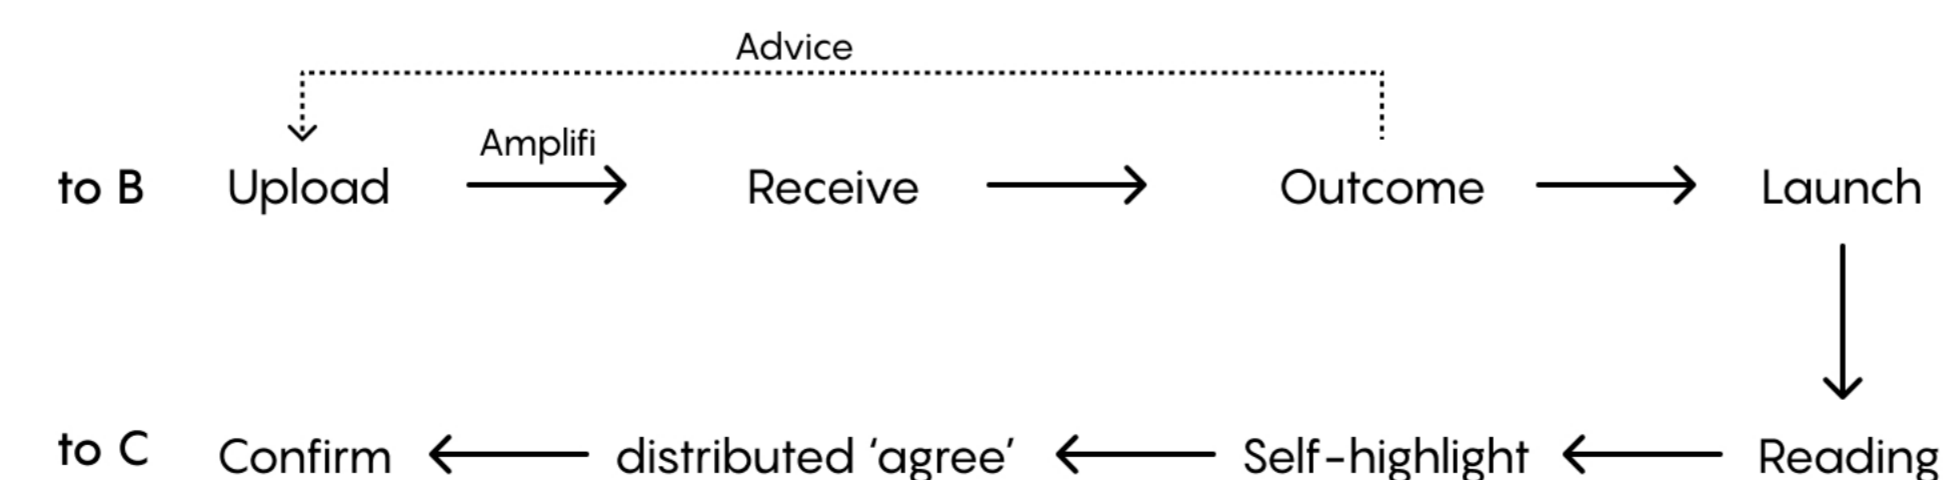 Advice
Amplifi
to B Upload Receive Outcome Launch
to C Confirm distributed ‘agree’ Self-highlight Reading